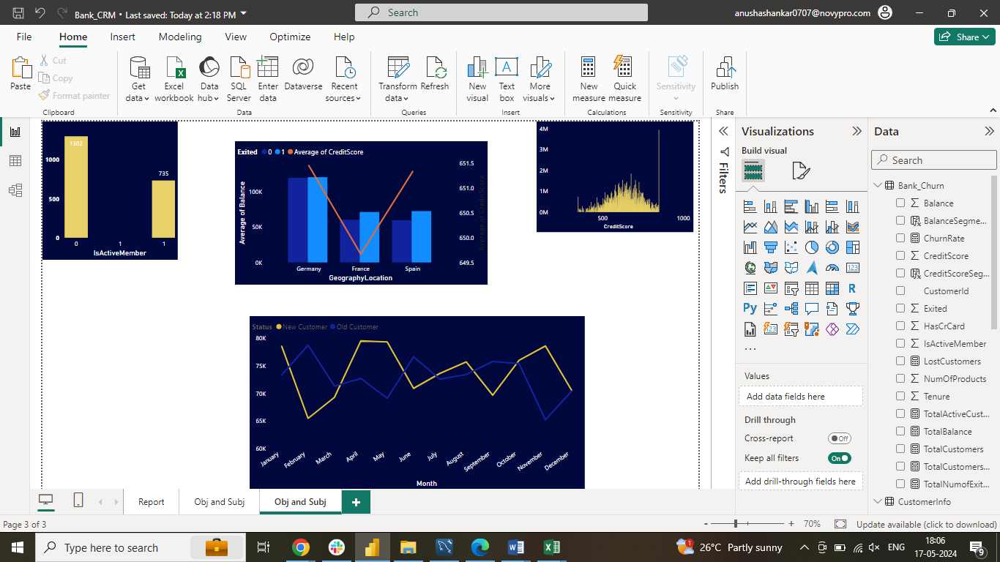 Bank_CRM • Last saved: Today at 2:18 PM
Search
anushashankar0707@novypro.com
File Home Insert Modeling View Optimize Help
Share
Paste
Cut
Copy
Format painter
Clipboard
Get data
Excel workbook
Data hub
SQL Server
Enter data
Dataverse
Recent sources
Data
Transform data
Refresh
Queries
New visual
Text box
More visuals
Insert
New measure
Quick measure
Calculations
Sensitivity
Sensitivity
Publish
Share
1302
735
1000
500
0
0 1 1
IsActiveMember
Exited 0 1 Average of CreditScore
Average of Balance
100K
50K
0K
651.5
651.0
650.5
650.0
649.5
Average of CreditScore
Germany France Spain
GeographyLocation
4M
3M
2M
1M
0M
500 1000
CreditScore
Status New Customer Old Customer
80K
75K
70K
65K
60K
January February March April May June July August September October November December
Month
Filters
Visualizations
Build visual
R
Py
123
123
...
Values
Add data fields here
Drill through
Cross-report Off
Keep all filters On
Add drill-through fields here
Data
Search
Bank_Churn
Balance
BalanceSegme...
ChurnRate
CreditScore
CreditScoreSeg...
CustomerId
Exited
HasCrCard
IsActiveMember
LostCustomers
NumOfProducts
Tenure
TotalActiveCust...
TotalBalance
TotalCustomers
TotalCustomers...
TotalNumofExit...
CustomerInfo
Report
Obj and Subj
Obj and Subj
+
Page 3 of 3
- + 70%
Update available (click to download)
Type here to search
1
26°C Partly sunny
ENG
18:06
17-05-2024
9